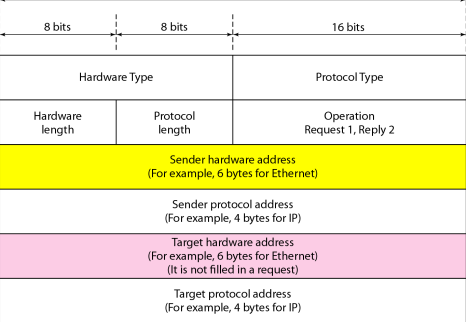 8 bits 8 bits 16 bits
Hardware Type Protocol Type
Hardware Protocol Operation
length length Request 1, Reply 2
Sender hardware address
(For example, 6 bytes for Ethernet)
Sender protocol address
(For example, 4 bytes for IP)
Target hardware address
(For example, 6 bytes for Ethernet)
(It is not filled in a request)
Target protocol address
(For example, 4 bytes for IP)